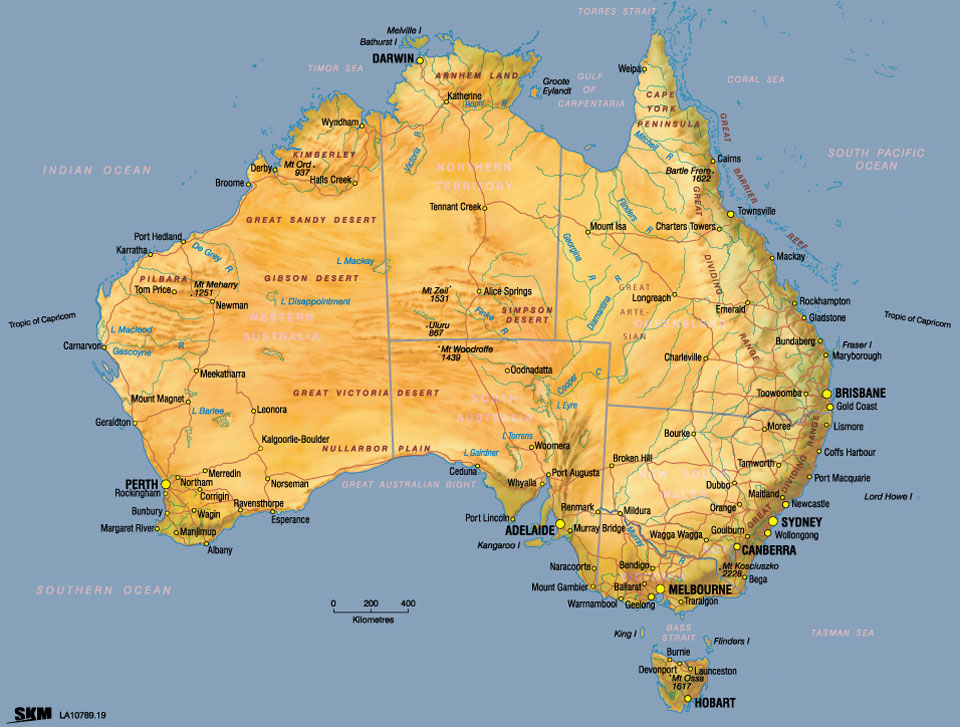 TORRES STRAIT
Melville I
Bathurst I
DARWIN
TIMOR SEA
ARNHEM LAND
Groote
Eylandt
GULF
OF
CARPENTARIA
Weipa
CORAL SEA
CAPE
YORK
PENINSULA
Katherine
Roper R
Wyndham
KIMBERLEY
Mt Ord
937
Derby
Halls Creek
Broome
Victoria R
NORTHERN
TERRITORY
Mitchell R
GREAT
BARRIER
REEF
Cairns
Bartle Frere
1622
SOUTH PACIFIC
OCEAN
INDIAN OCEAN
GREAT SANDY DESERT
Tennant Creek
Flinders R
GREAT
DIVIDING
RANGE
Townsville
Charters Towers
Mount Isa
Georgina R
Port Hedland
Karratha
De Grey R
L Mackay
Mackay
PILBARA
Tom Price
Mt Meharry
1251
Newman
GIBSON DESERT
L Disappointment
Mt Zeil
1531
Alice Springs
Finke R
SIMPSON
DESERT
Diamantina R
GREAT
ARTE-
SIAN
Longreach
QUEENSLAND
Emerald
Rockhampton
Gladstone
Tropic of Capricorn
Tropic of Capricorn
WESTERN
AUSTRALIA
Uluru
867
L Macleod
Gascoyne R
Carnarvon
Mt Woodroffe
1439
Bundaberg
Fraser I
Maryborough
Charleville
Meekatharra
Oodnadatta
Cooper C
L Eyre
Toowoomba
BRISBANE
Gold Coast
Mount Magnet
L Barlee
Leonora
GREAT VICTORIA DESERT
SOUTH
AUSTRALIA
Geraldton
Kalgoorlie-Boulder
NULLARBOR PLAIN
L Torrens
L Gairdner
Woomera
Bourke
Moree
Lismore
Coffs Harbour
GREAT DIVIDING RANGE
Ceduna
Port Augusta
Broken Hill
NEW SOUTH
WALES
Tamworth
Port Macquarie
Merredin
PERTH
Northam
Norseman
GREAT AUSTRALIAN BIGHT
Whyalla
Dubbo
Maitland
Newcastle
Lord Howe I
Rockingham
Corrigin
Ravensthorpe
Bunbury
Wagin
Esperance
Port Lincoln
ADELAIDE
Renmark
Mildura
Orange
SYDNEY
Margaret River
Manjimup
Albany
Murray Bridge
Murray R
Wagga Wagga
Goulburn
Wollongong
Kangaroo I
CANBERRA
Naracoorte
Bendigo
Mt Kosciuszko
2228
Bega
SOUTHERN OCEAN
Mount Gambier
Ballarat
MELBOURNE
Warrnambool
Geelong
Traralgon
0 200 400
Kilometres
King I
BASS
STRAIT
Flinders I
TASMAN SEA
Burnie
Devonport
Launceston
Mt Ossa
1617
HOBART
SKM LA10789.19